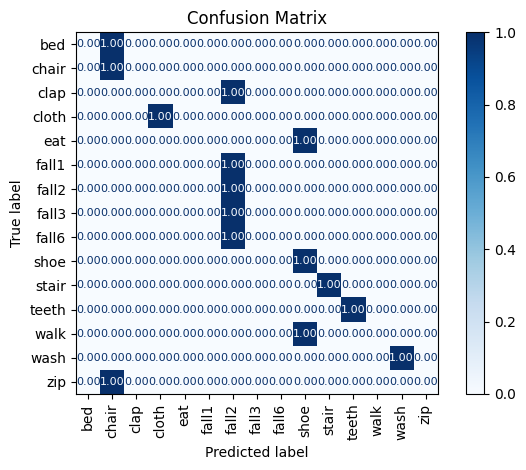 Confusion Matrix
bed 0.00 1.00 0.00 0.00 0.00 0.00 0.00 0.00 0.00 0.00 0.00 0.00 0.00 0.00 0.00
chair 0.00 1.00 0.00 0.00 0.00 0.00 0.00 0.00 0.00 0.00 0.00 0.00 0.00 0.00 0.00
clap 0.00 0.00 0.00 0.00 0.00 0.00 1.00 0.00 0.00 0.00 0.00 0.00 0.00 0.00 0.00
cloth 0.00 0.00 0.00 1.00 0.00 0.00 0.00 0.00 0.00 0.00 0.00 0.00 0.00 0.00 0.00
eat 0.00 0.00 0.00 0.00 0.00 0.00 0.00 0.00 0.00 1.00 0.00 0.00 0.00 0.00 0.00
fall1 0.00 0.00 0.00 0.00 0.00 0.00 1.00 0.00 0.00 0.00 0.00 0.00 0.00 0.00 0.00
fall2 0.00 0.00 0.00 0.00 0.00 0.00 1.00 0.00 0.00 0.00 0.00 0.00 0.00 0.00 0.00
fall3 0.00 0.00 0.00 0.00 0.00 0.00 1.00 0.00 0.00 0.00 0.00 0.00 0.00 0.00 0.00
fall6 0.00 0.00 0.00 0.00 0.00 0.00 1.00 0.00 0.00 0.00 0.00 0.00 0.00 0.00 0.00
shoe 0.00 0.00 0.00 0.00 0.00 0.00 0.00 0.00 0.00 1.00 0.00 0.00 0.00 0.00 0.00
stair 0.00 0.00 0.00 0.00 0.00 0.00 0.00 0.00 0.00 0.00 1.00 0.00 0.00 0.00 0.00
teeth 0.00 0.00 0.00 0.00 0.00 0.00 0.00 0.00 0.00 0.00 0.00 1.00 0.00 0.00 0.00
walk 0.00 0.00 0.00 0.00 0.00 0.00 0.00 0.00 0.00 1.00 0.00 0.00 0.00 0.00 0.00
wash 0.00 0.00 0.00 0.00 0.00 0.00 0.00 0.00 0.00 0.00 0.00 0.00 0.00 1.00 0.00
zip 0.00 1.00 0.00 0.00 0.00 0.00 0.00 0.00 0.00 0.00 0.00 0.00 0.00 0.00 0.00
True label
bed chair clap cloth eat fall1 fall2 fall3 fall6 shoe stair teeth walk wash zip
Predicted label
1.0
0.8
0.6
0.4
0.2
0.0